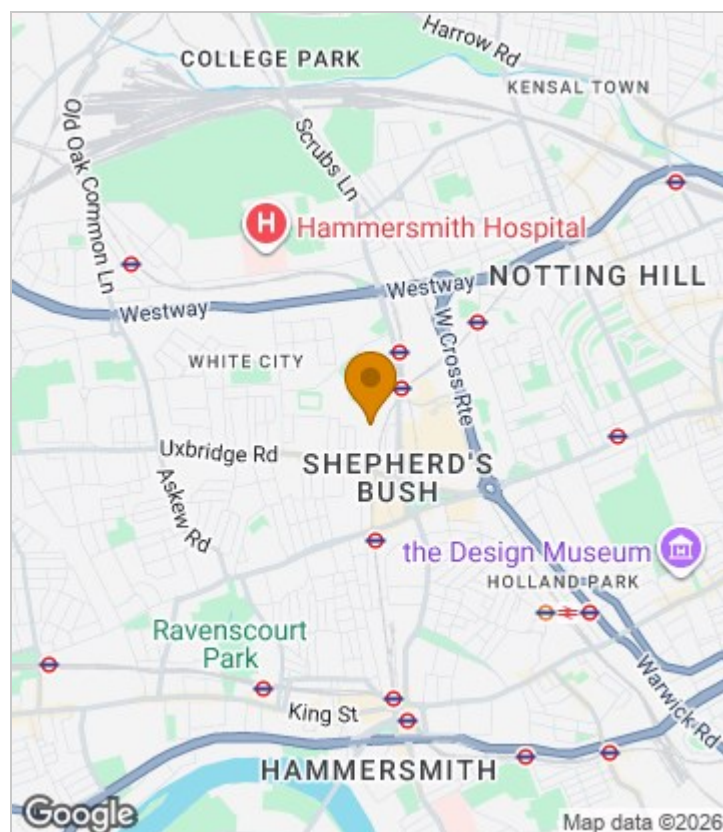 Harrow Rd
COLLEGE PARK
KENSAL TOWN
Old Oak Common Ln
Scrubs Ln
H
Hammersmith Hospital
Westway
Westway
NOTTING HILL
W Cross Rte
WHITE CITY
Uxbridge Rd
SHEPHERD'S
BUSH
Askew Rd
the Design Museum
HOLLAND PARK
Ravenscourt
Park
Warwick Rd
King St
HAMMERSMITH
Google
Map data ©2026